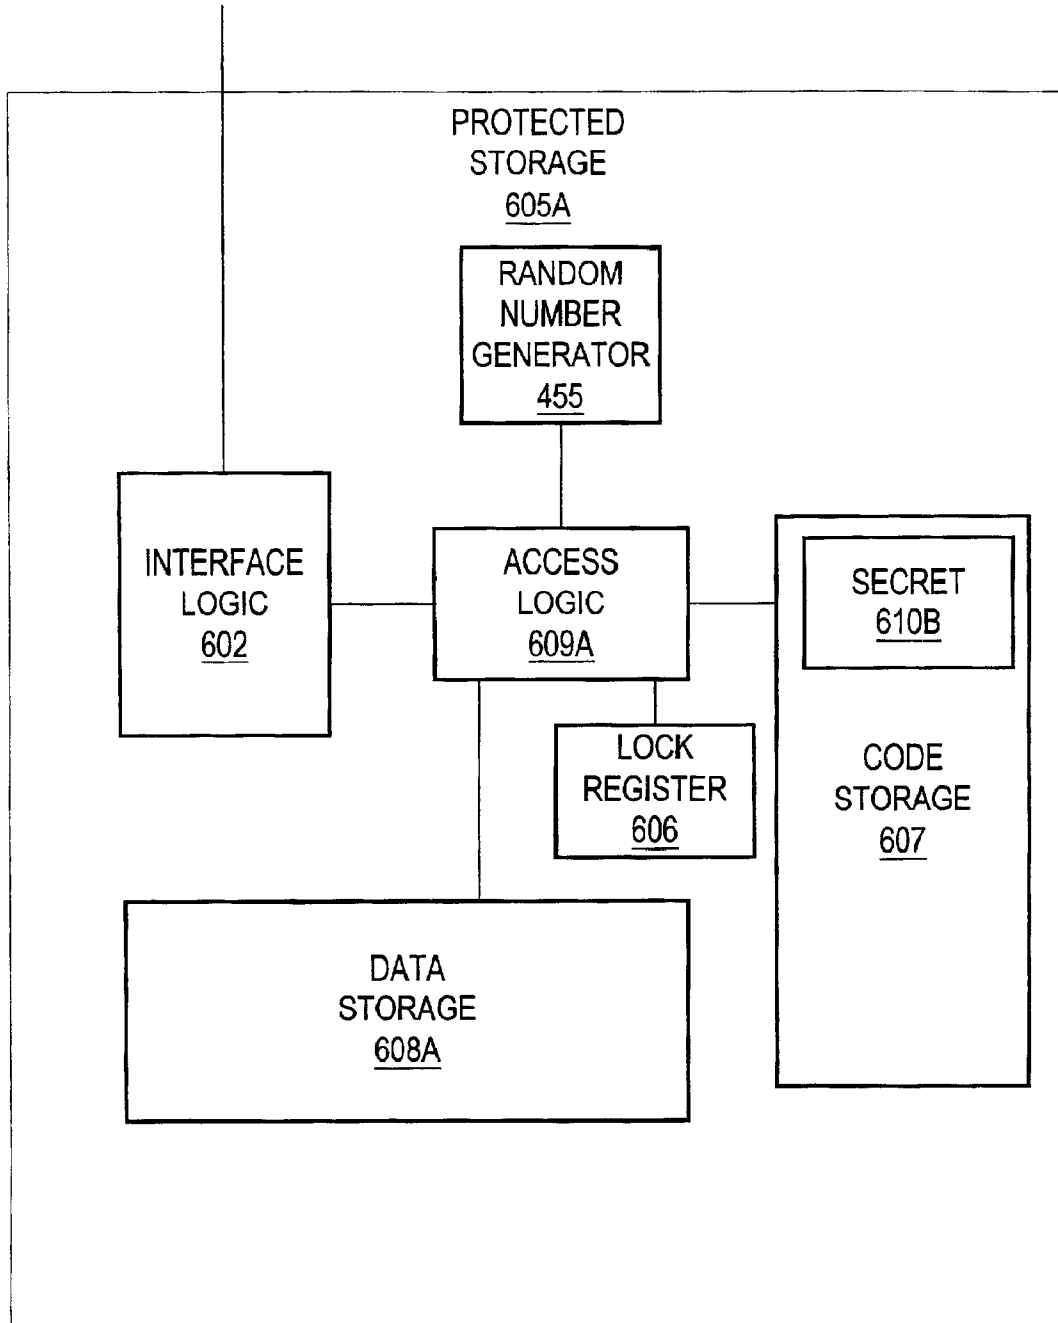 PROTECTED
STORAGE
605A
RANDOM
NUMBER
GENERATOR
455
INTERFACE
LOGIC
602
ACCESS
LOGIC
609A
SECRET
610B
LOCK
REGISTER
606
CODE
STORAGE
607
DATA
STORAGE
608A